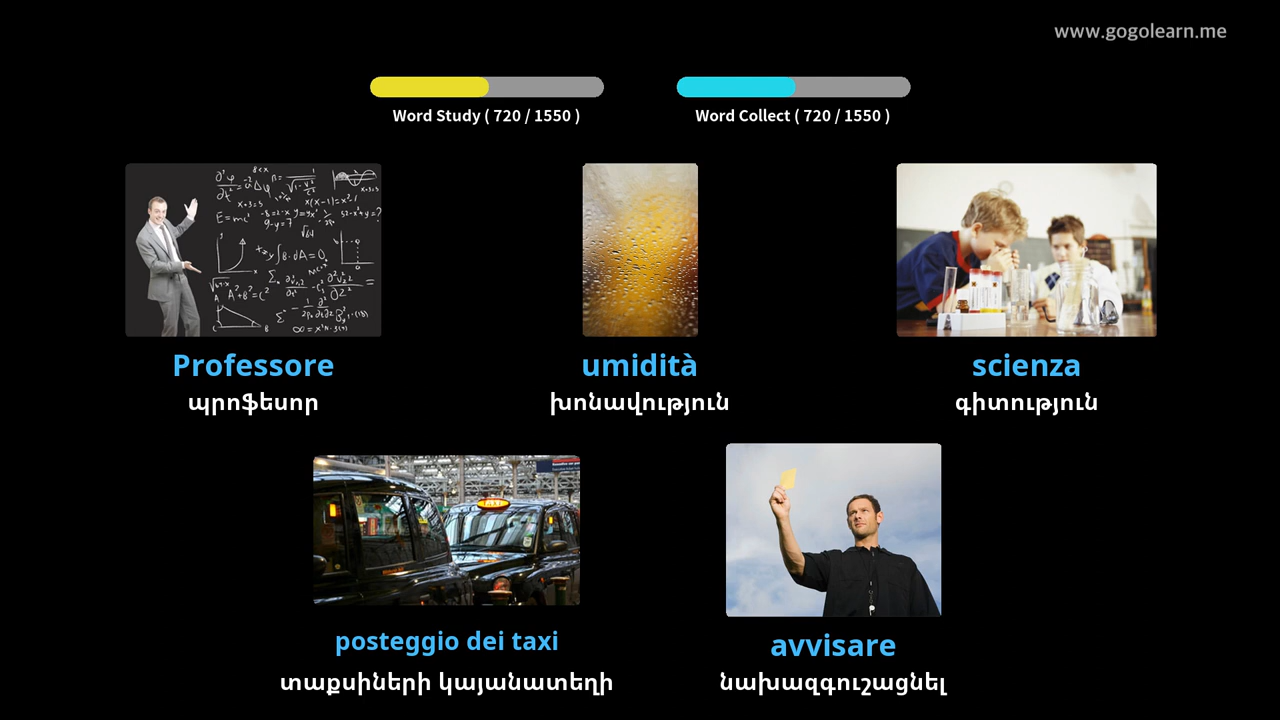 www.gogolearn.me
Word Study ( 720 / 1550 )
Word Collect ( 720 / 1550 )
Professore
պրոֆեսոր
umidità
խոնավություն
scienza
գիտություն
TAXI
posteggio dei taxi
տաքսիների կայանատեղի
avvisare
նախազգուշացնել